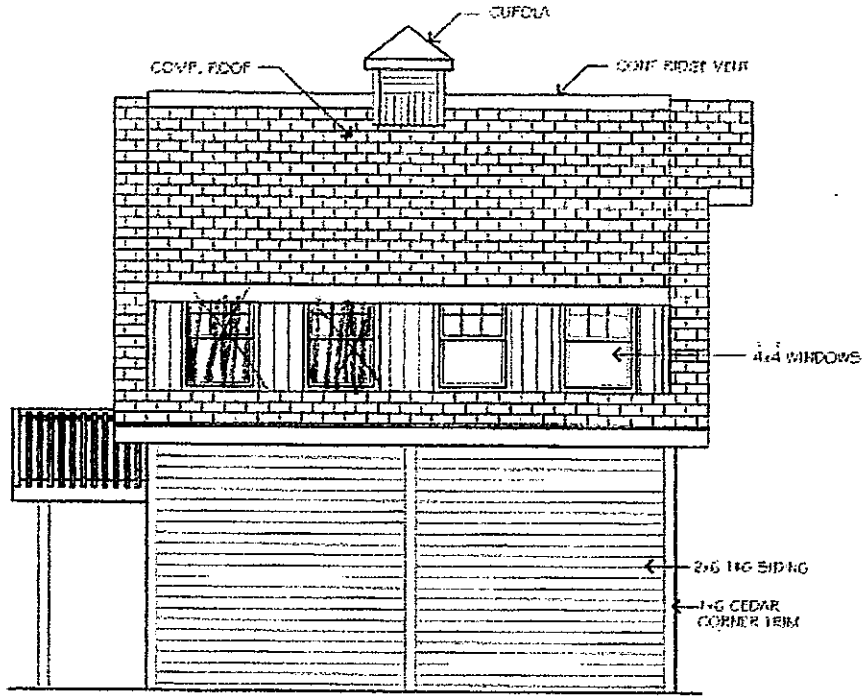 CUPOLA
COMP. ROOF
CONT RIDGE VENT
4x4 WINDOWS
2x6 T&G SIDING
1x6 CEDAR
CORNER TRIM